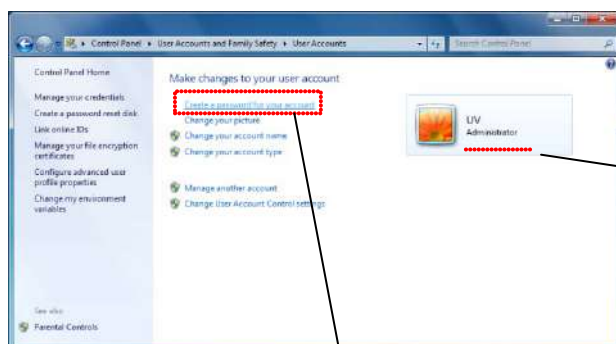 Control Panel ▸ User Accounts and Family Safety ▸ User Accounts
Search Control Panel
Control Panel Home
Manage your credentials
Create a password reset disk
Link online IDs
Manage your file encryption
certificates
Configure advanced user
profile properties
Change my environment
variables
See also
Parental Controls
Make changes to your user account
Create a password for your account
Change your picture
Change your account name
Change your account type
Manage another account
Change User Account Control settings
UV
Administrator